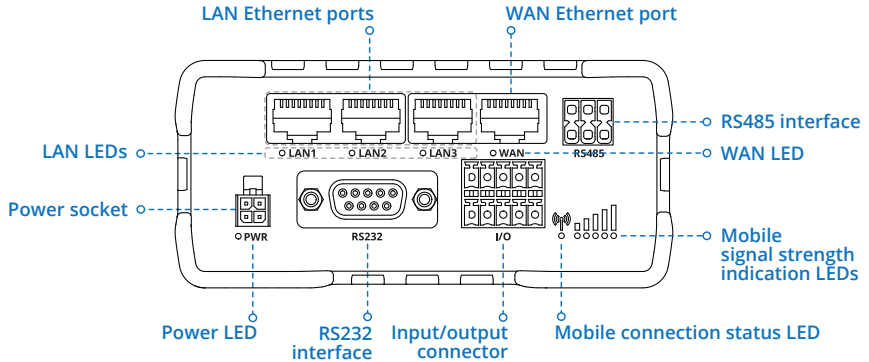 LAN Ethernet ports
WAN Ethernet port
RS485 interface
LAN LEDs
LAN1
LAN2
LAN3
WAN
RS485
WAN LED
Power socket
PWR
RS232
I/O
Mobile
signal strength
indication LEDs
Power LED
RS232
interface
Input/output
connector
Mobile connection status LED